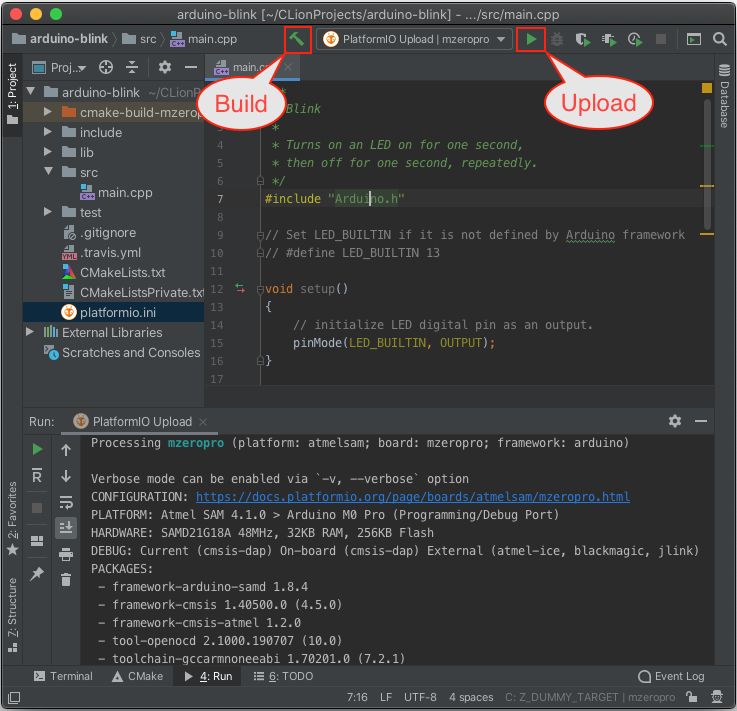 arduino-blink [~/CLionProjects/arduino-blink] - .../src/main.cpp
arduino-blink src main.cpp PlatformIO Upload | mzeropro
Build
Upload
1: Project
Database
2: Favorites
Z: Structure
Proj...
arduino-blink ~/CLionProjects
cmake-build-mzerop
include
lib
src
main.cpp
test
.gitignore
.travis.yml
CMakeLists.txt
CMakeListsPrivate.txt
platformio.ini
External Libraries
Scratches and Consoles
main.c
Blink
*
4 * Turns on an LED on for one second,
5 * then off for one second, repeatedly.
6 */
7 #include "Arduino.h"
8
9 // Set LED_BUILTIN if it is not defined by Arduino framework
10 // #define LED_BUILTIN 13
11
12 void setup()
13 {
14 // initialize LED digital pin as an output.
15 pinMode(LED_BUILTIN, OUTPUT);
16 }
17
Run: PlatformIO Upload
Processing mzeropro (platform: atmelsam; board: mzeropro; framework: arduino)
Verbose mode can be enabled via `-v, --verbose` option
CONFIGURATION: https://docs.platformio.org/page/boards/atmelsam/mzeropro.html
PLATFORM: Atmel SAM 4.1.0 > Arduino M0 Pro (Programming/Debug Port)
HARDWARE: SAMD21G18A 48MHz, 32KB RAM, 256KB Flash
DEBUG: Current (cmsis-dap) On-board (cmsis-dap) External (atmel-ice, blackmagic, jlink)
PACKAGES:
- framework-arduino-samd 1.8.4
- framework-cmsis 1.40500.0 (4.5.0)
- framework-cmsis-atmel 1.2.0
- tool-openocd 2.1000.190707 (10.0)
- toolchain-gccarmnoneeabi 1.70201.0 (7.2.1)
Terminal CMake 4: Run 6: TODO Event Log
7:16 LF UTF-8 4 spaces C: Z_DUMMY_TARGET | mzeropro